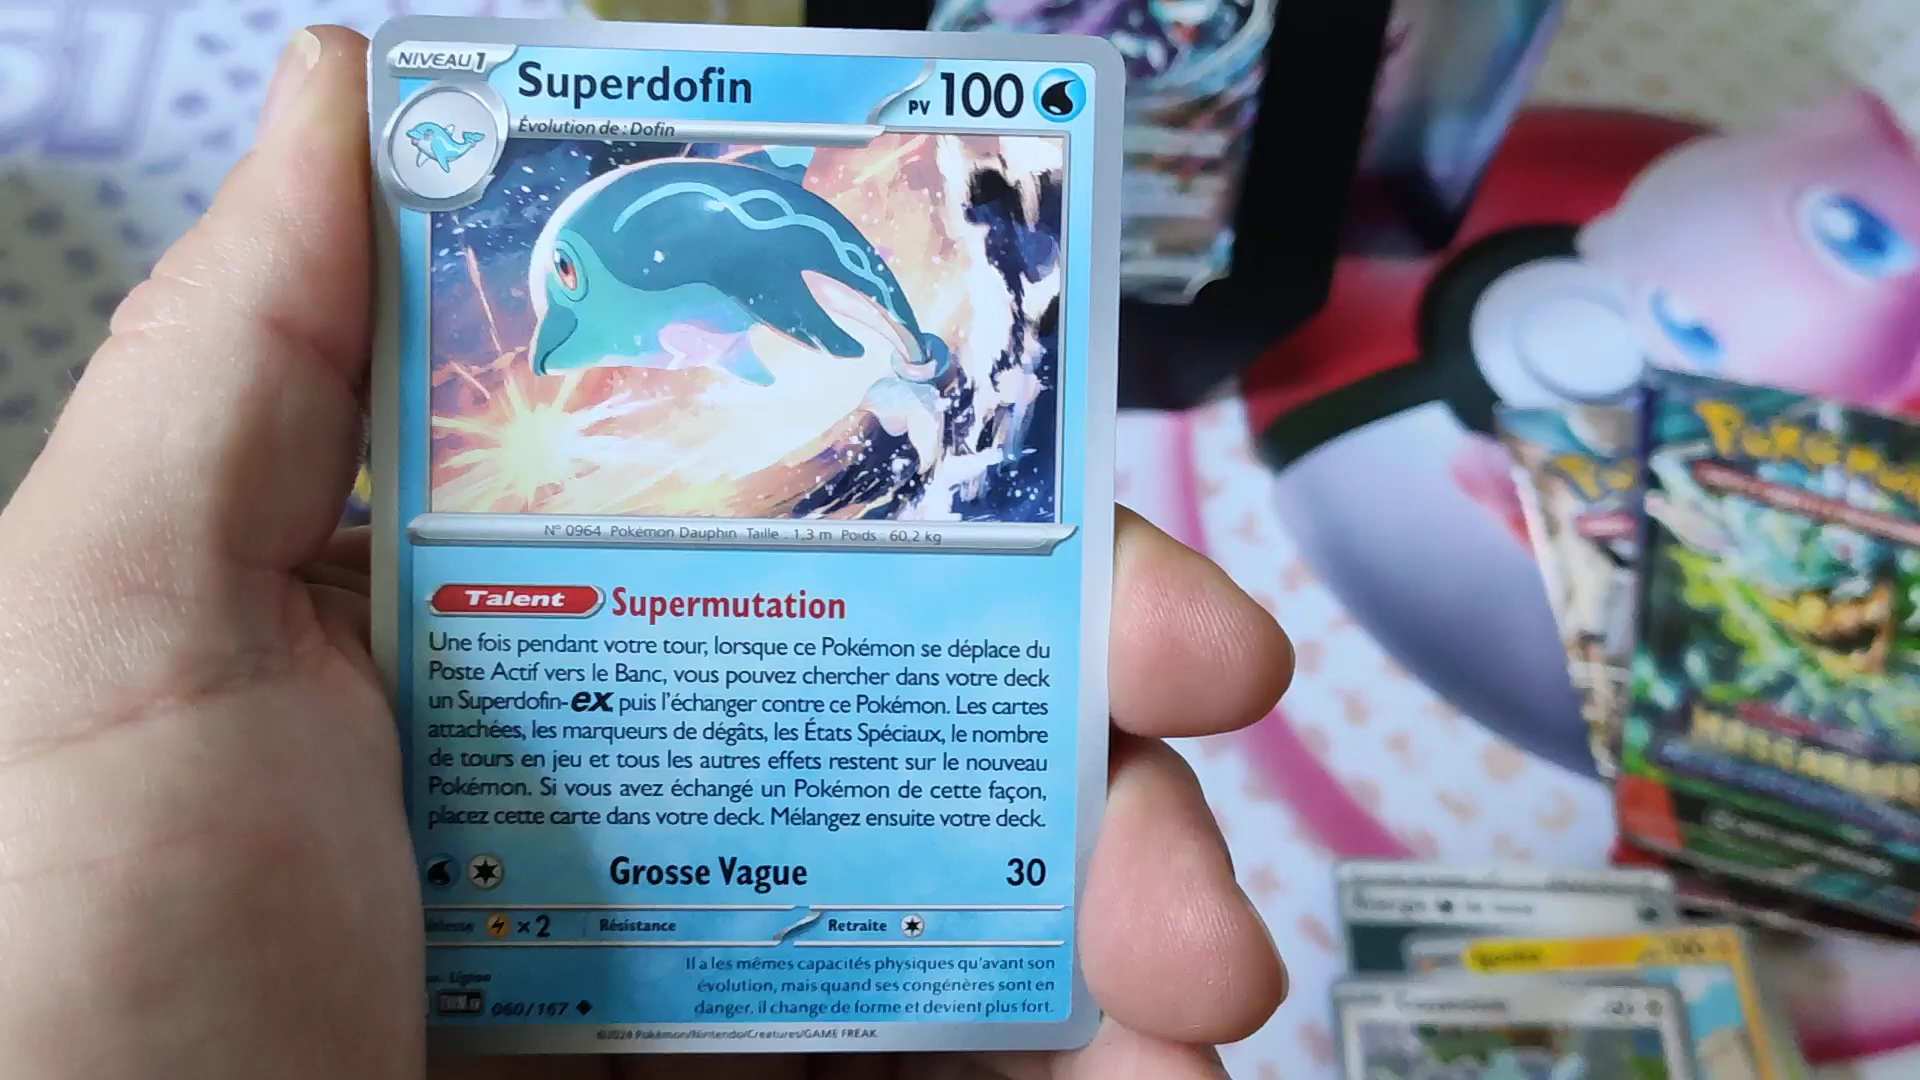 51
NIVEAU 1
Superdofin
PV 100
Évolution de : Dofin
N° 0964 Pokémon Dauphin Taille : 1,3 m Poids : 60,2 kg
Talent Supermutation
Une fois pendant votre tour, lorsque ce Pokémon se déplace du
Poste Actif vers le Banc, vous pouvez chercher dans votre deck
un Superdofin-ex, puis l'échanger contre ce Pokémon. Les cartes
attachées, les marqueurs de dégâts, les États Spéciaux, le nombre
de tours en jeu et tous les autres effets restent sur le nouveau
Pokémon. Si vous avez échangé un Pokémon de cette façon,
placez cette carte dans votre deck. Mélangez ensuite votre deck.
Grosse Vague 30
×2 Résistance Retraite
Il a les mêmes capacités physiques qu'avant son
évolution, mais quand ses congénères sont en
danger, il change de forme et devient plus fort.
Ligton
060/167
©2024 Pokémon/Nintendo/Creatures/GAME FREAK
POKÉMON
MASCARADE